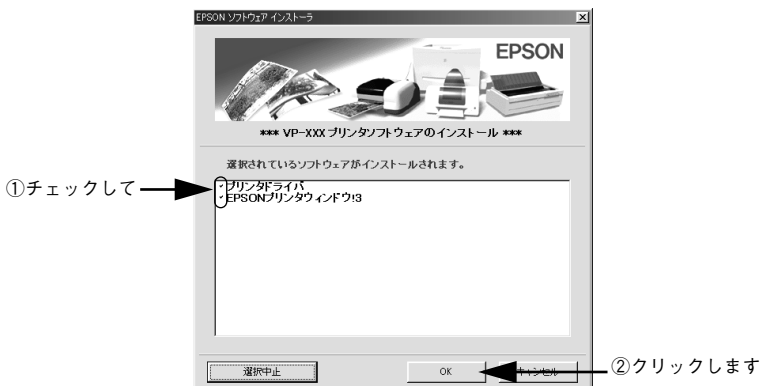 EPSON ソフトウェア インストーラ
EPSON
*** VP-XXX プリンタソフトウェアのインストール ***
選択されているソフトウェアがインストールされます。
①チェックして
プリンタドライバ
EPSONプリンタウィンドウ!3
選択中止
OK
キャンセル
②クリックします